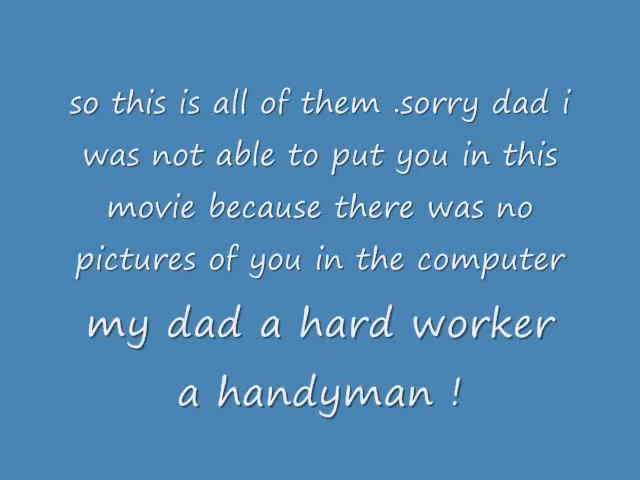 so this is all of them .sorry dad i
was not able to put you in this
movie because there was no
pictures of you in the computer
my dad a hard worker
a handyman !